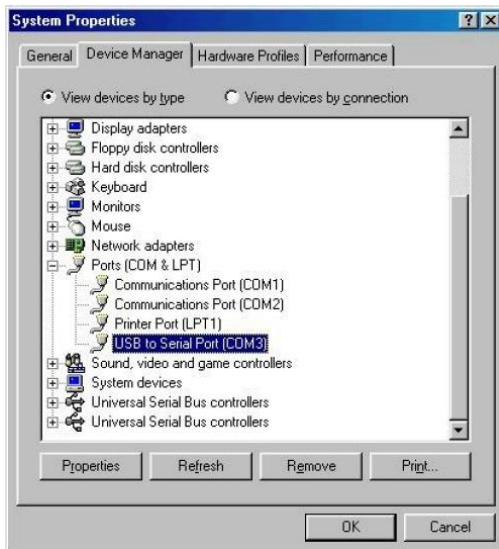 System Properties
General Device Manager Hardware Profiles Performance
View devices by type View devices by connection
Display adapters
Floppy disk controllers
Hard disk controllers
Keyboard
Monitors
Mouse
Network adapters
Ports (COM & LPT)
Communications Port (COM1)
Communications Port (COM2)
Printer Port (LPT1)
USB to Serial Port (COM3)
Sound, video and game controllers
System devices
Universal Serial Bus controllers
Universal Serial Bus controllers
Properties Refresh Remove Print...
OK Cancel